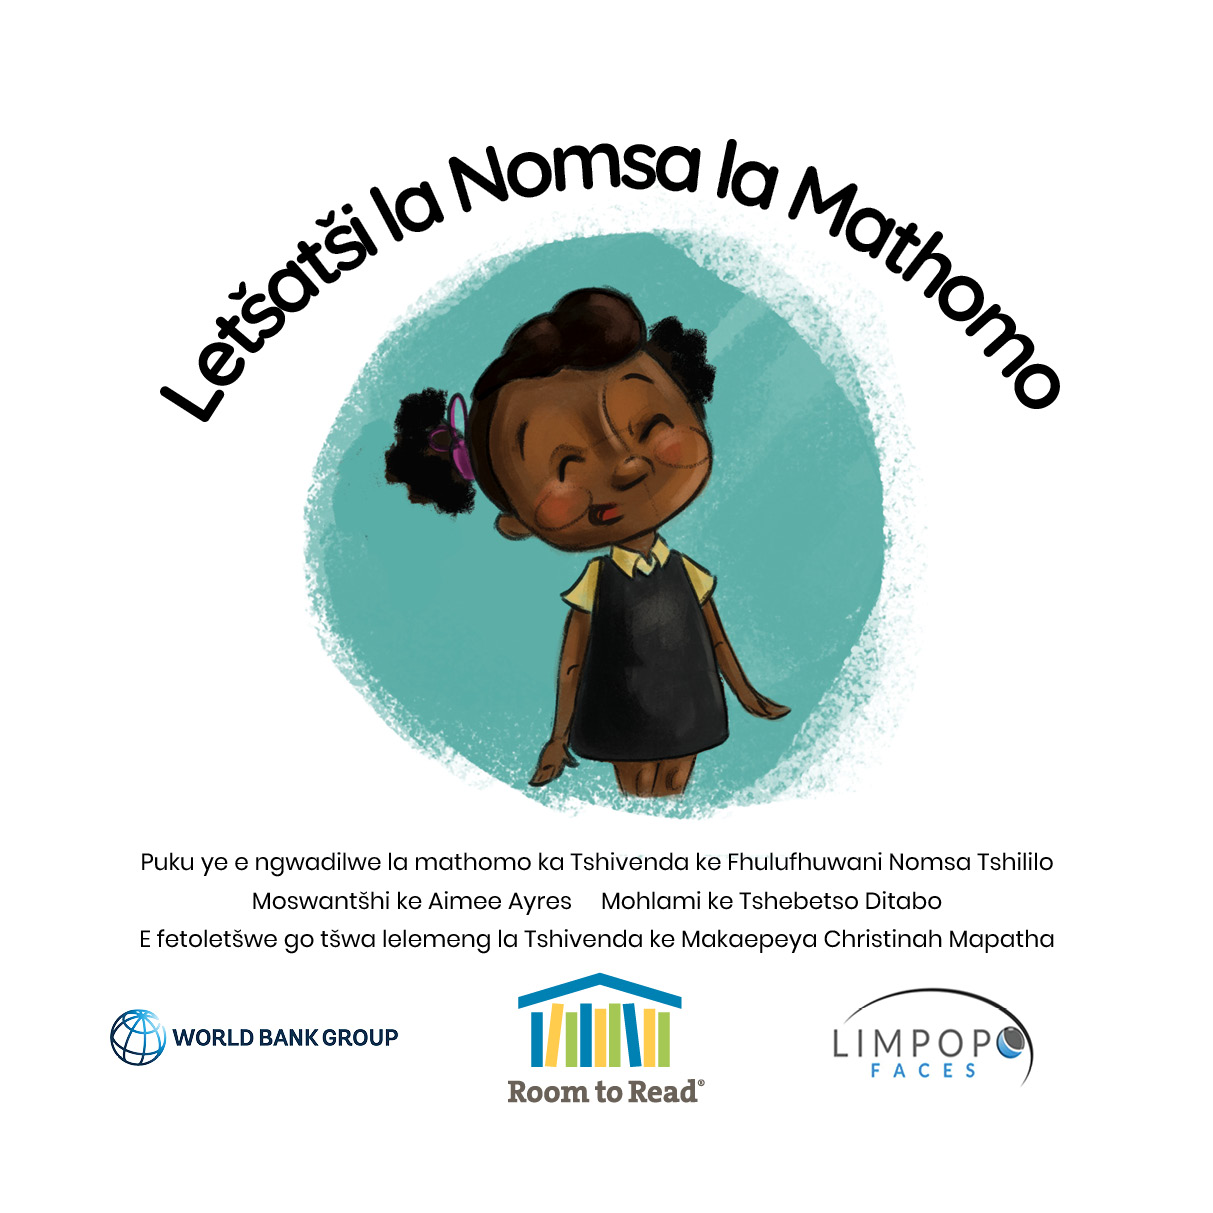 Letšatši la Nomsa la Mathomo
Puku ye e ngwadilwe la mathomo ka Tshivenda ke Fhulufhuwani Nomsa Tshililo
Moswantšhi ke Aimee Ayres Mohlami ke Tshebetso Ditabo
E fetoletšwe go tšwa lelemeng la Tshivenda ke Makaepeya Christinah Mapatha
WORLD BANK GROUP
Room to Read®
LIMPOPO
FACES